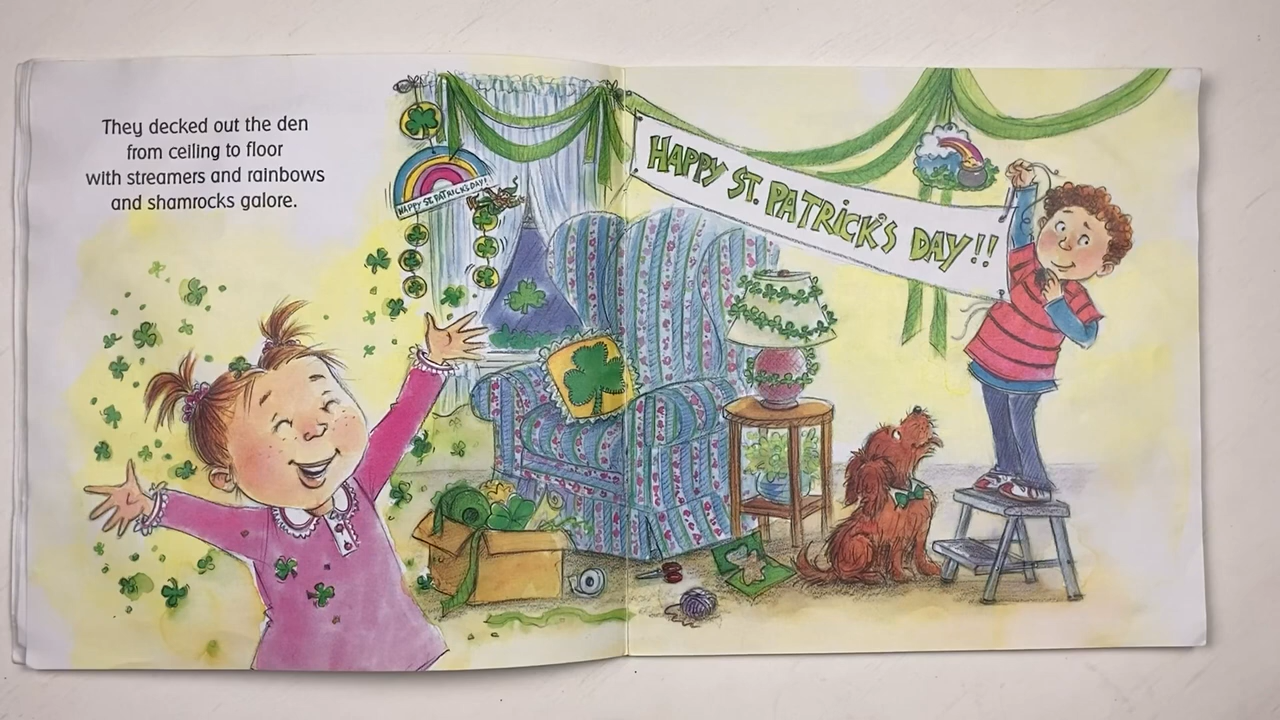 They decked out the den
from ceiling to floor
with streamers and rainbows
and shamrocks galore.
HAPPY ST. PATRICK'S DAY!
HAPPY ST. PATRICK'S DAY!!